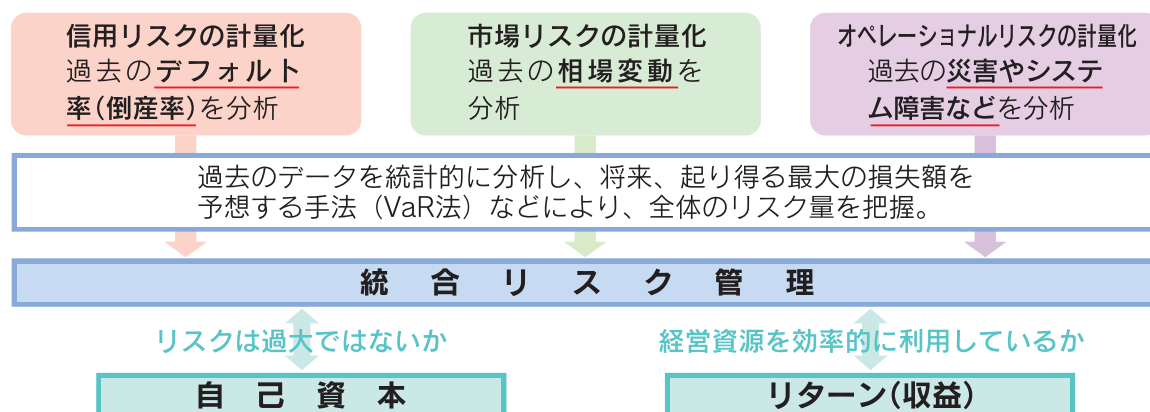 信用リスクの計量化
過去のデフォルト
率(倒産率)を分析
市場リスクの計量化
過去の相場変動を
分析
オペレーショナルリスクの計量化
過去の災害やシステ
ム障害などを分析
過去のデータを統計的に分析し、将来、起り得る最大の損失額を
予想する手法（VaR法）などにより、全体のリスク量を把握。
統合リスク管理
リスクは過大ではないか
経営資源を効率的に利用しているか
自己資本
リターン(収益)